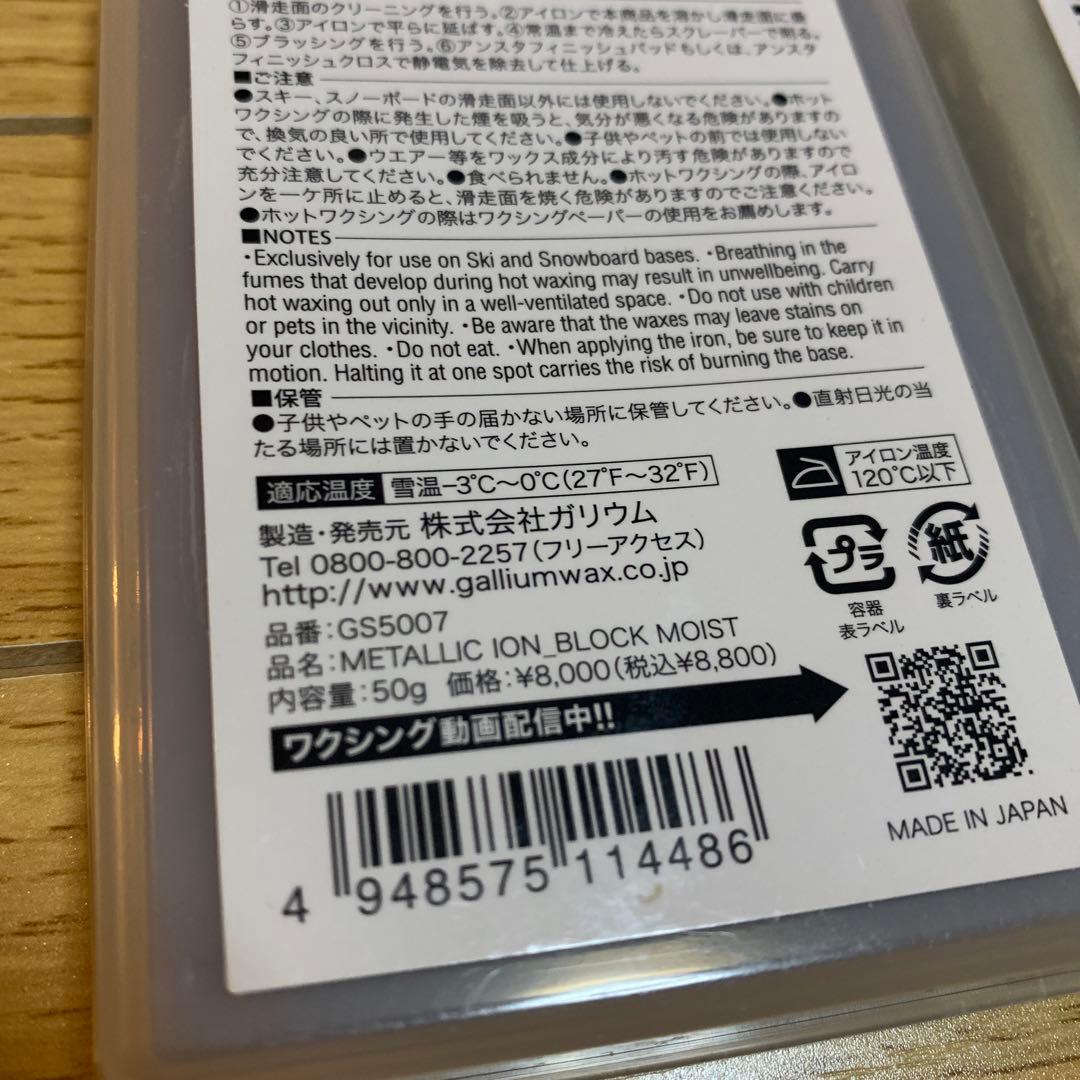 ①滑走面のクリーニングを行う。②アイロンで本商品を溶かし滑走面に垂
らす。③アイロンで平らに延ばす。④常温まで冷えたらスクレーパーで削る。
⑤ブラッシングを行う。⑥アンスタフィニッシュパッドもしくは、アンスタ
フィニッシュクロスで静電気を除去して仕上げる。
■ご注意
●スキー、スノーボードの滑走面以外には使用しないでください。●ホット
ワクシングの際に発生した煙を吸うと、気分が悪くなる危険がありますの
で、換気の良い所で使用してください。●子供やペットの前では使用しない
でください。●ウエアー等をワックス成分により汚す危険がありますので
充分注意してください。●食べられません。●ホットワクシングの際、アイロ
ンを一ケ所に止めると、滑走面を焼く危険がありますのでご注意ください。
●ホットワクシングの際はワクシングペーパーの使用をお薦めします。
■NOTES
・Exclusively for use on Ski and Snowboard bases. ・Breathing in the
fumes that develop during hot waxing may result in unwellbeing. Carry
hot waxing out only in a well-ventilated space. ・Do not use with children
or pets in the vicinity. ・Be aware that the waxes may leave stains on
your clothes. ・Do not eat. ・When applying the iron, be sure to keep it in
motion. Halting it at one spot carries the risk of burning the base.
■保管
●子供やペットの手の届かない場所に保管してください。●直射日光の当
たる場所には置かないでください。
適応温度 雪温-3℃〜0℃(27℉〜32℉)
アイロン温度
120℃以下
製造・発売元 株式会社ガリウム
Tel 0800-800-2257(フリーアクセス)
http://www.galliumwax.co.jp
プラ
容器
表ラベル
紙
裏ラベル
品番:GS5007
品名:METALLIC ION_BLOCK MOIST
内容量:50g 価格:¥8,000(税込¥8,800)
ワクシング動画配信中!!
4 948575 114486
MADE IN JAPAN